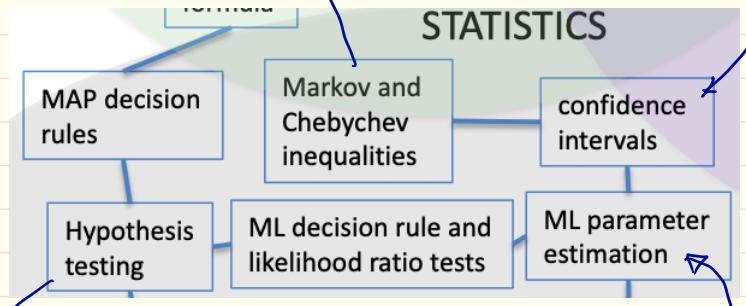 formula
STATISTICS
MAP decision
rules
Markov and
Chebychev
inequalities
confidence
intervals
Hypothesis
testing
ML decision rule and
likelihood ratio tests
ML parameter
estimation